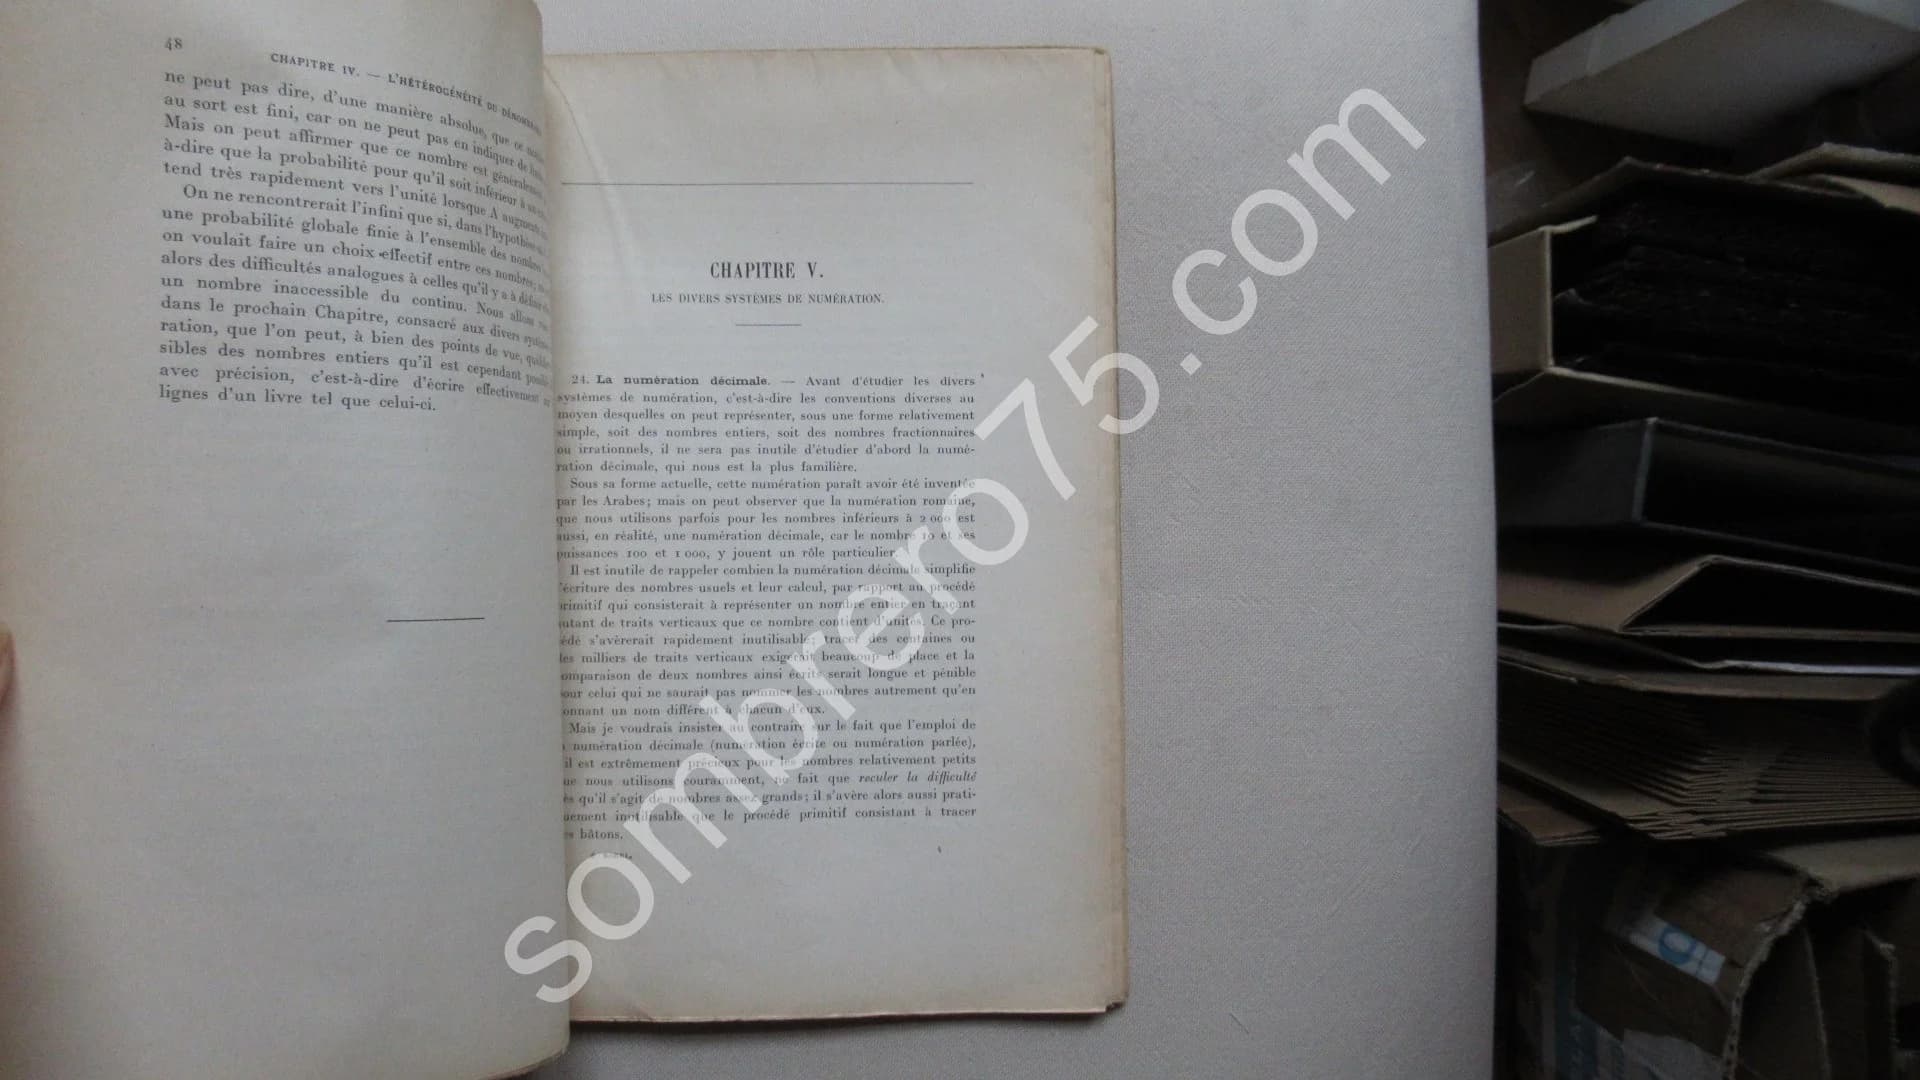 48
CHAPITRE IV. — L'HÉTÉROGÉNÉITÉ DU
ne peut pas dire, d'une manière absolue, que ce
au sort est fini, car on ne peut pas en indiquer de
Mais on peut affirmer que ce nombre est généralement
à-dire que la probabilité pour qu'il soit inférieur à
tend très rapidement vers l'unité lorsque A augmente
On ne rencontrerait l'infini que si, dans l'hypothèse
une probabilité globale finie à l'ensemble des nombres
on voulait faire un choix effectif entre ces nombres;
alors des difficultés analogues à celles qu'il y a à
un nombre inaccessible du continu. Nous allons
dans le prochain Chapitre, consacré aux divers
ration, que l'on peut, à bien des points de vue,
sibles des nombres entiers qu'il est cependant
avec précision, c'est-à-dire d'écrire effectivement
lignes d'un livre tel que celui-ci.
CHAPITRE V.
LES DIVERS SYSTÈMES DE NUMÉRATION.
24. La numération décimale. — Avant d'étudier les divers
systèmes de numération, c'est-à-dire les conventions diverses au
moyen desquelles on peut représenter, sous une forme relativement
simple, soit des nombres entiers, soit des nombres fractionnaires
ou irrationnels, il ne sera pas inutile d'étudier d'abord la numé-
ration décimale, qui nous est la plus familière.
Sous sa forme actuelle, cette numération paraît avoir été inventée
par les Arabes; mais on peut observer que la numération romaine,
que nous utilisons parfois pour les nombres inférieurs à 2 000 est
aussi, en réalité, une numération décimale, car le nombre 10 et ses
puissances 100 et 1 000, y jouent un rôle particulier.
Il est inutile de rappeler combien la numération décimale simplifie
l'écriture des nombres usuels et leur calcul, par rapport au procédé
primitif qui consisterait à représenter un nombre entier en traçant
autant de traits verticaux que ce nombre contient d'unités. Ce pro-
cédé s'avèrerait rapidement inutilisable; tracer des centaines ou
des milliers de traits verticaux exigerait beaucoup de place et la
comparaison de deux nombres ainsi écrits serait longue et pénible
pour celui qui ne saurait pas nommer les nombres autrement qu'en
donnant un nom différent à chacun d'eux.
Mais je voudrais insister au contraire sur le fait que l'emploi de
numération décimale (numération écrite ou numération parlée),
il est extrêmement précieux pour les nombres relativement petits
que nous utilisons couramment, ne fait que reculer la difficulté
dès qu'il s'agit de nombres assez grands; il s'avère alors aussi prati-
quement inutilisable que le procédé primitif consistant à tracer
bâtons.
sombrero75.com